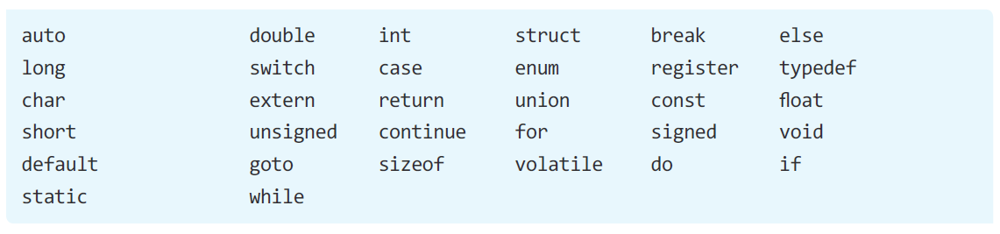 auto double int struct break else
long switch case enum register typedef
char extern return union const float
short unsigned continue for signed void
default goto sizeof volatile do if
static while